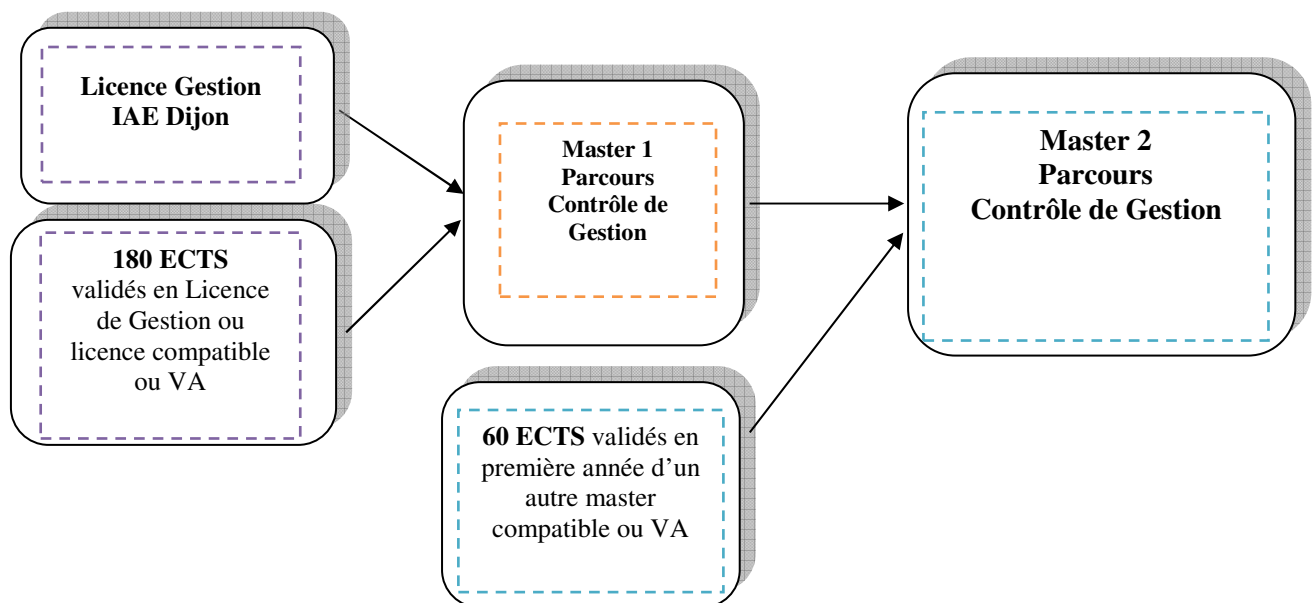 Licence Gestion
IAE Dijon
180 ECTS
validés en Licence
de Gestion ou
licence compatible
ou VA
Master 1
Parcours
Contrôle de
Gestion
60 ECTS validés en
première année d’un
autre master
compatible ou VA
Master 2
Parcours
Contrôle de Gestion